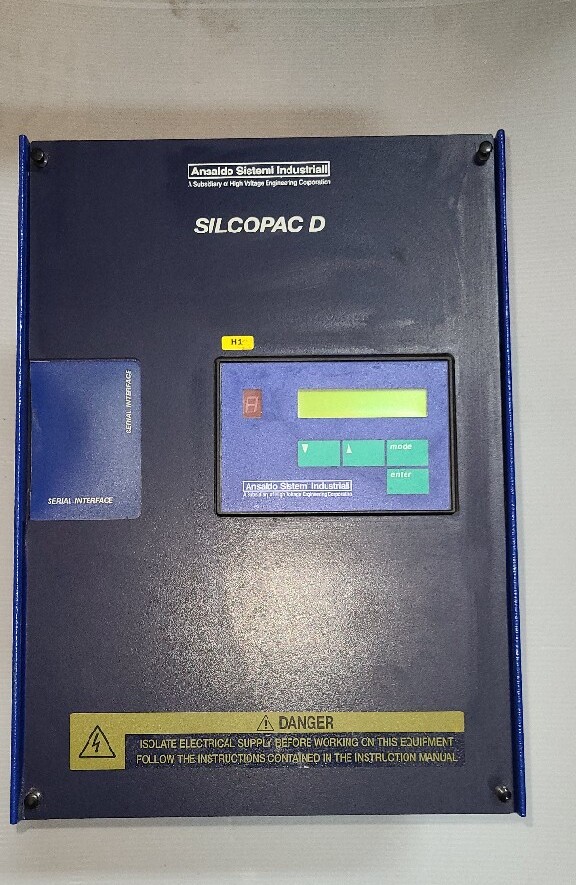 Ansaldo Sistemi Industriali
A Subsidiary of High Voltage Engineering Corporation
SILCOPAC D
H1
SERIAL INTERFACE
SERIAL INTERFACE
mode
enter
Ansaldo Sistemi Industriali
A Subsidiary of High Voltage Engineering Corporation
DANGER
ISOLATE ELECTRICAL SUPPLY BEFORE WORKING ON THIS EQUIPMENT
FOLLOW THE INSTRUCTIONS CONTAINED IN THE INSTRUCTION MANUAL